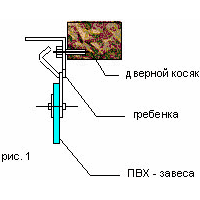 дверной косяк
гребенка
рис. 1
ПВХ - завеса